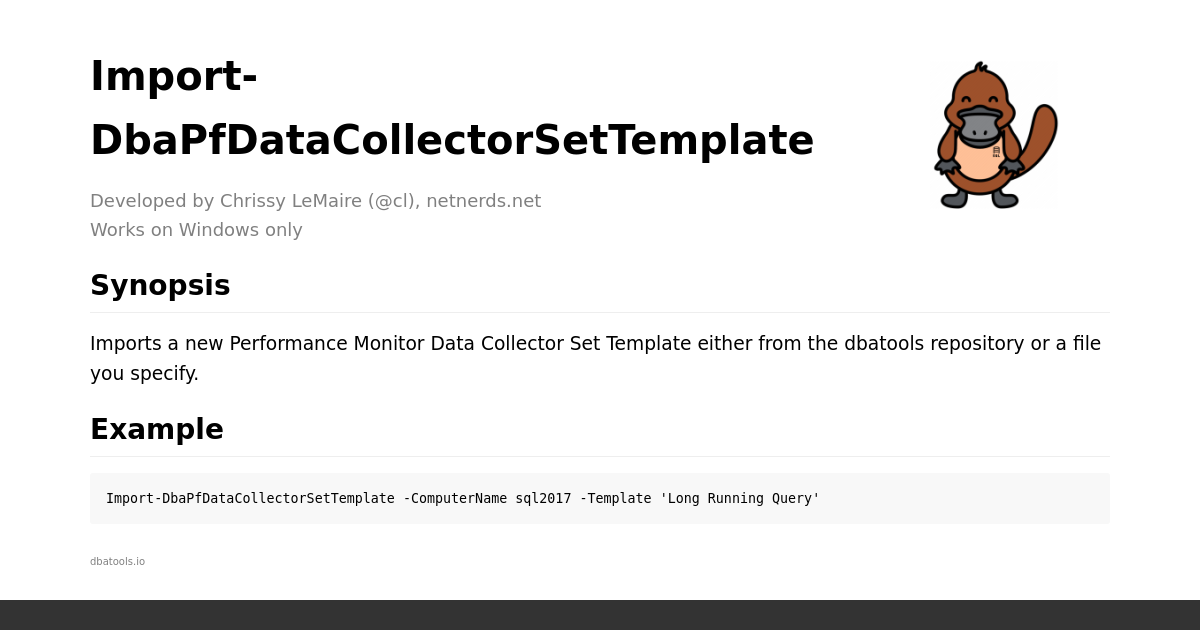 Import-
DbaPfDataCollectorSetTemplate
Developed by Chrissy LeMaire (@cl), netnerds.net
Works on Windows only
Synopsis
Imports a new Performance Monitor Data Collector Set Template either from the dbatools repository or a file
you specify.
Example
Import-DbaPfDataCollectorSetTemplate -ComputerName sql2017 -Template 'Long Running Query'
dbatools.io